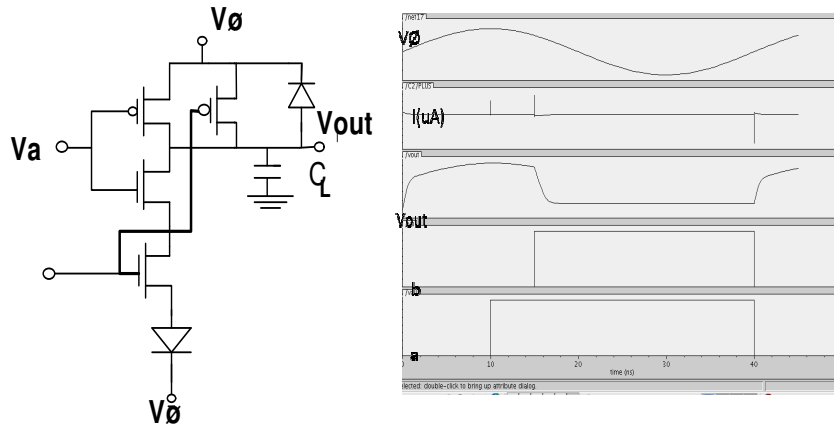 Vø
Va
Vout
CL
Vø
/net17
VØ
/C2/PLUS
I(uA)
/vout
Vout
b
a
0
10
20
30
40
time (ns)
elected: double-click to bring up attribute dialog.